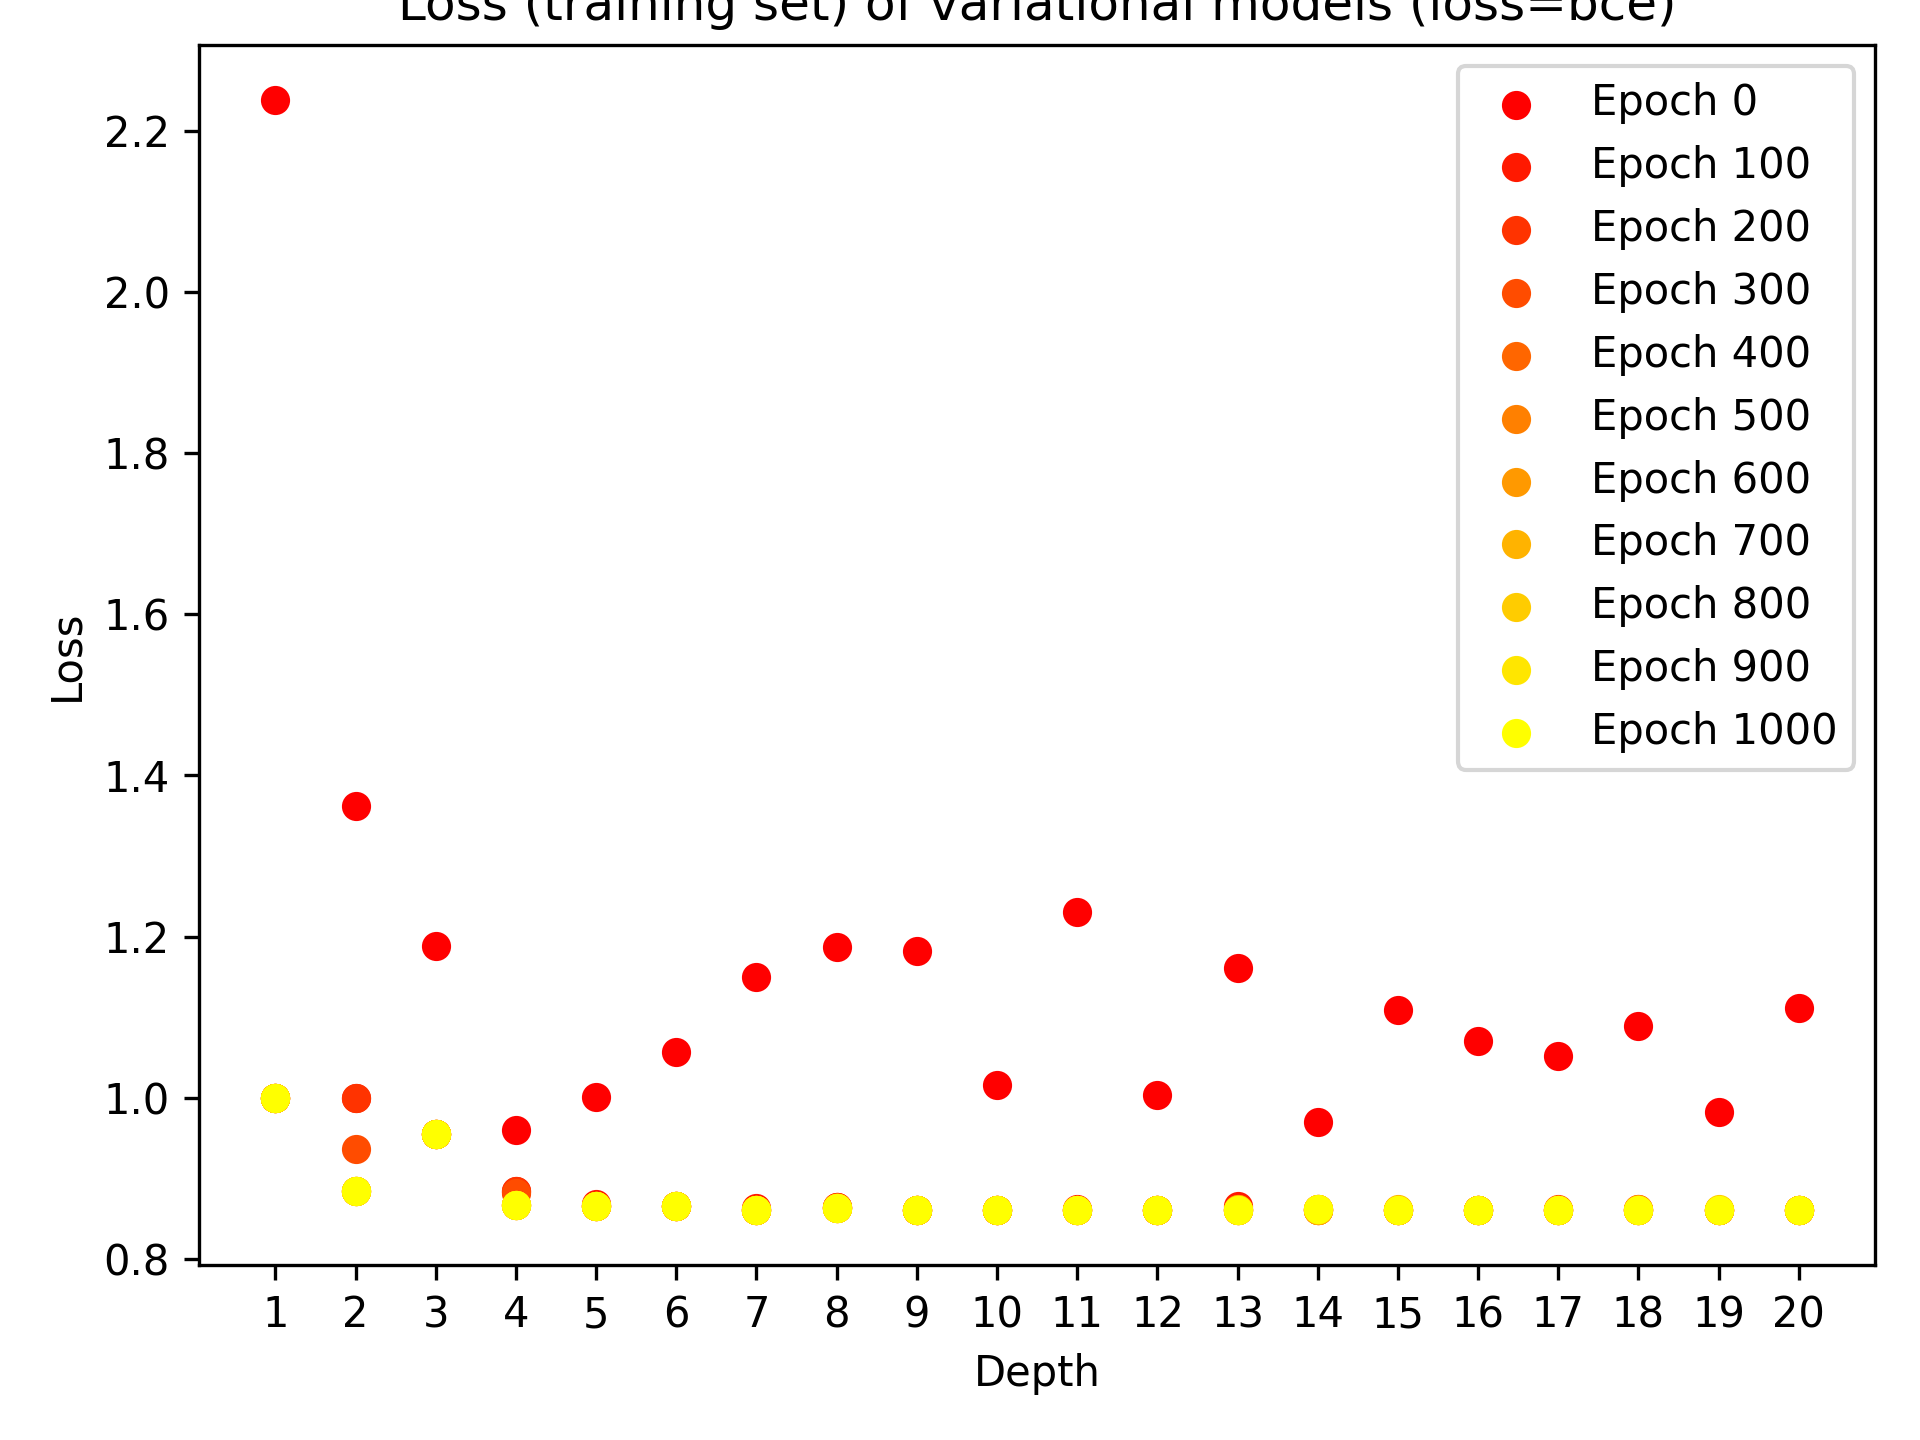 Loss (training set) of variational models (loss=bce)
Epoch 0
Epoch 100
Epoch 200
Epoch 300
Epoch 400
Epoch 500
Epoch 600
Epoch 700
Epoch 800
Epoch 900
Epoch 1000
2.2
2.0
1.8
1.6
1.4
1.2
1.0
0.8
Loss
1 2 3 4 5 6 7 8 9 10 11 12 13 14 15 16 17 18 19 20
Depth